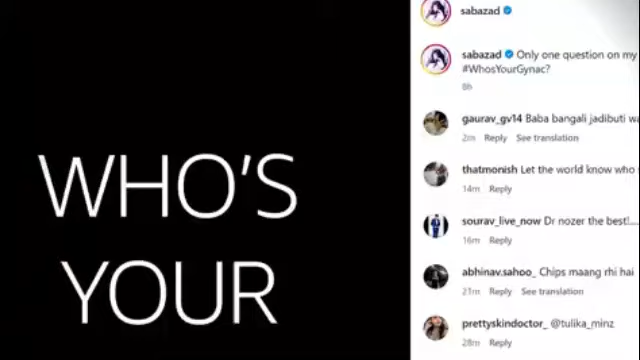 WHO'S
YOUR
sabazad
sabazad Only one question on my
#WhosYourGynac?
8h
gaurav_gv14 Baba bangali jadibuti wa
2m Reply See translation
thatmonish Let the world know who
14m Reply
sourav_live_now Dr nozer the best!....
16m Reply
abhinav.sahoo_ Chips maang rhi hai
21m Reply See translation
prettyskindoctor_ @tulika_minz
28m Reply